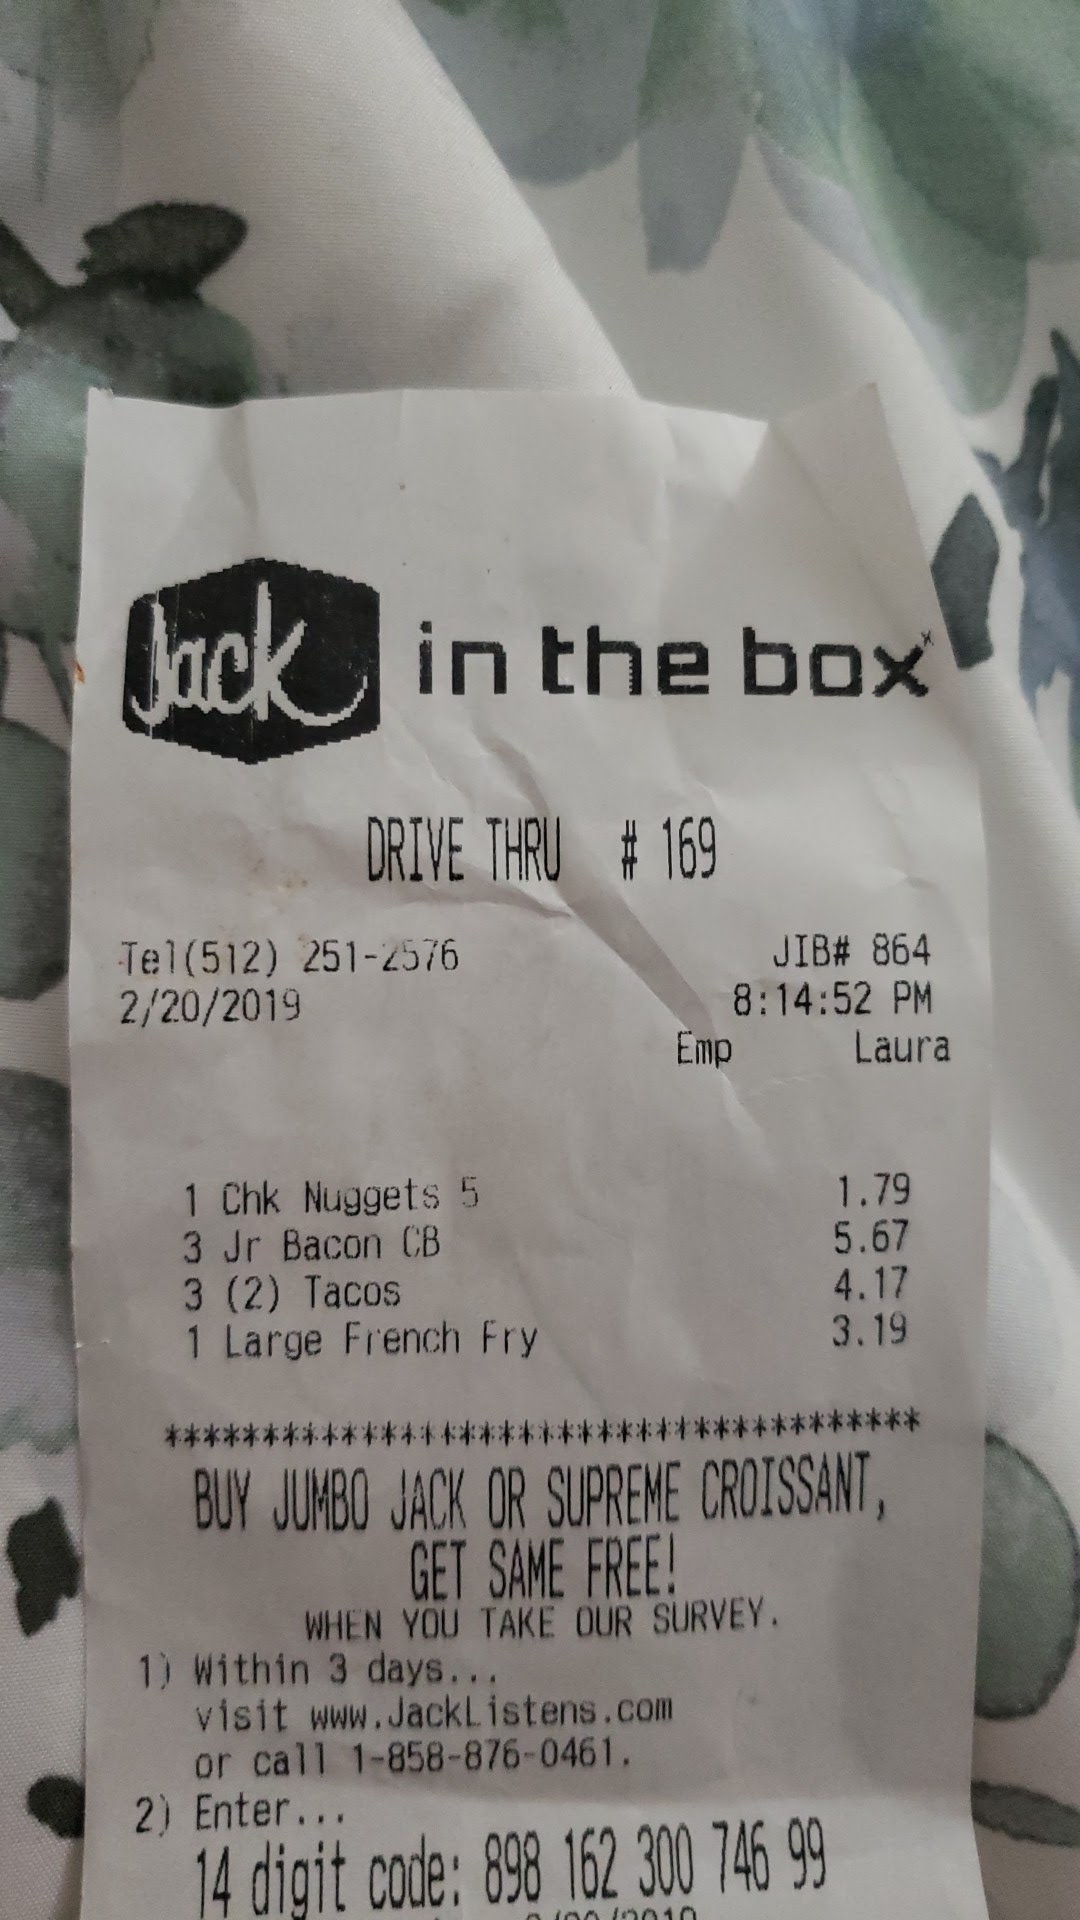 Jack in the box
DRIVE THRU # 169
Tel(512) 251-2576 JIB# 864
2/20/2019 8:14:52 PM
Emp Laura
1 Chk Nuggets 5 1.79
3 Jr Bacon CB 5.67
3 (2) Tacos 4.17
1 Large French Fry 3.19
***************************************
BUY JUMBO JACK OR SUPREME CROISSANT,
GET SAME FREE!
WHEN YOU TAKE OUR SURVEY.
1) Within 3 days...
visit www.JackListens.com
or call 1-858-876-0461.
2) Enter...
14 digit code: 898 162 300 746 99